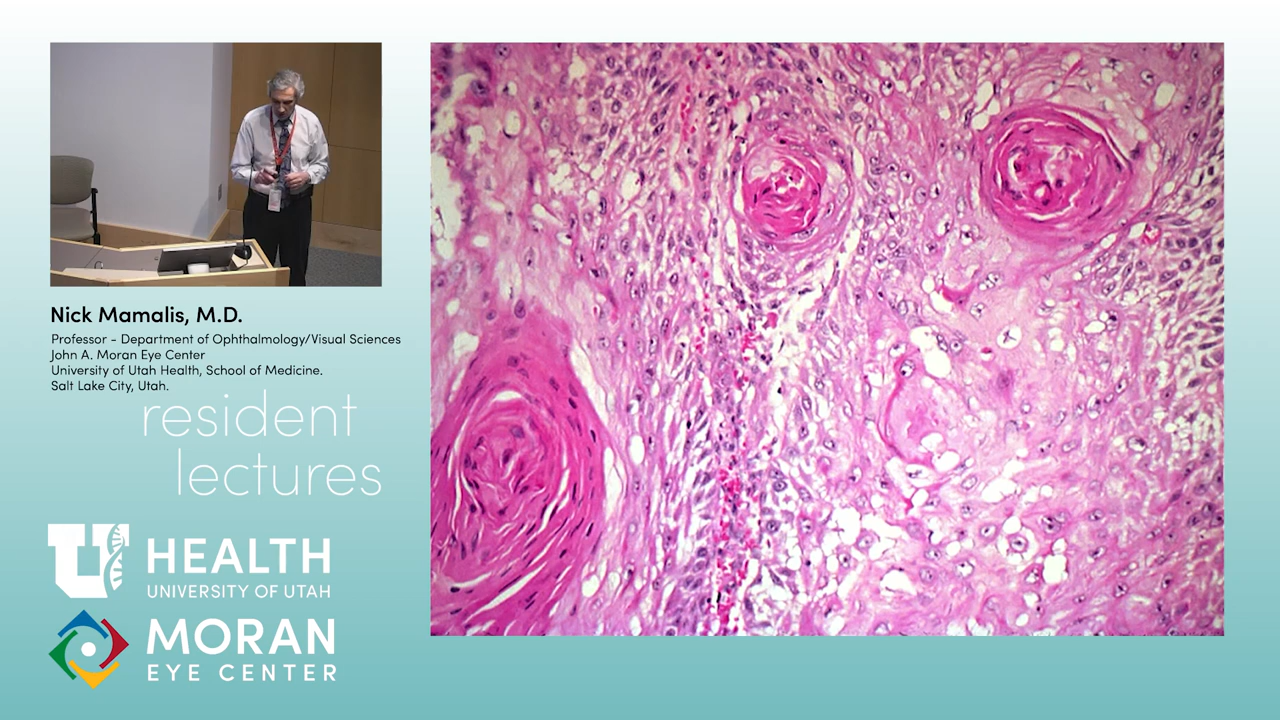 Nick Mamalis, M.D.
Professor - Department of Ophthalmology/Visual Sciences
John A. Moran Eye Center
University of Utah Health, School of Medicine.
Salt Lake City, Utah.
resident
lectures
U HEALTH
UNIVERSITY OF UTAH
MORAN
EYE CENTER